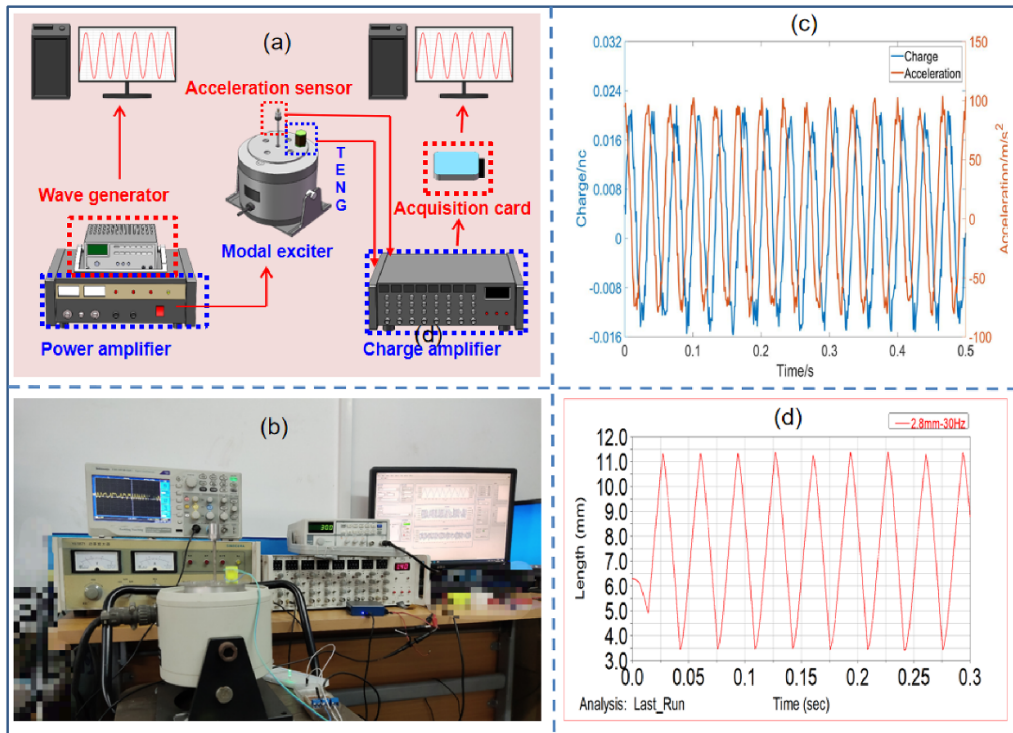 (a)
Acceleration sensor
T
E
N
G
Wave generator
Acquisition card
Modal exciter
(d)
Power amplifier
Charge amplifier
(c)
Charge
Acceleration
0.032
0.024
0.016
0.008
0
-0.008
-0.016
Charge/nc
150
100
50
0
-50
-100
Acceleration/m/s²
0 0.1 0.2 0.3 0.4 0.5
Time/s
(b)
30.0
(d)
2.8mm-30Hz
12.0
11.0
10.0
9.0
8.0
7.0
6.0
5.0
4.0
3.0
Length (mm)
0.0 0.05 0.1 0.15 0.2 0.25 0.3
Analysis: Last_Run
Time (sec)